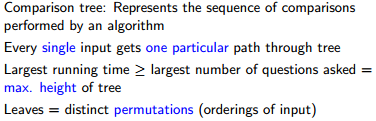 Comparison tree: Represents the sequence of comparisons
performed by an algorithm
Every single input gets one particular path through tree
Largest running time ≥ largest number of questions asked =
max. height of tree
Leaves = distinct permutations (orderings of input)